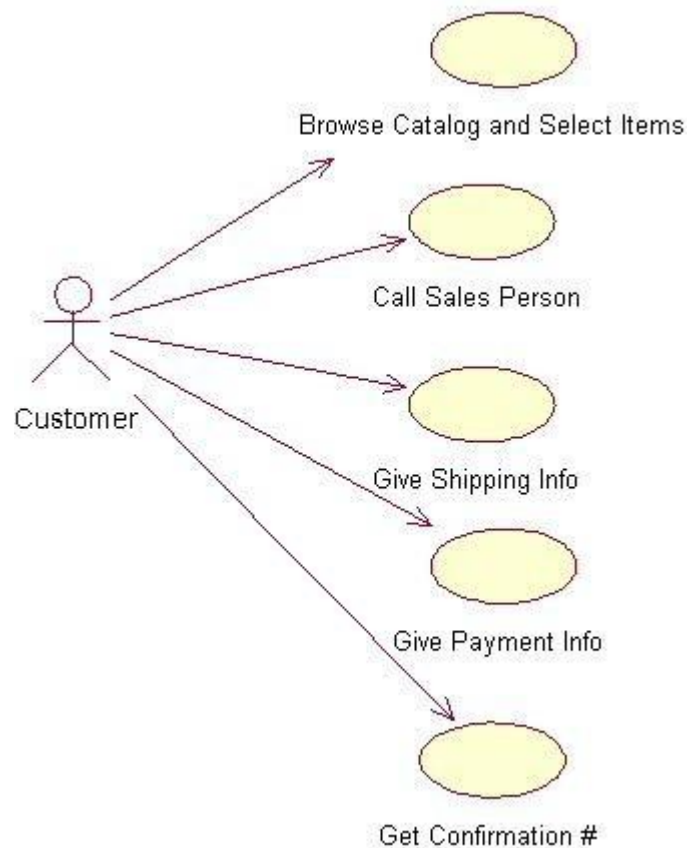 Browse Catalog and Select Items
Call Sales Person
Customer
Give Shipping Info
Give Payment Info
Get Confirmation #